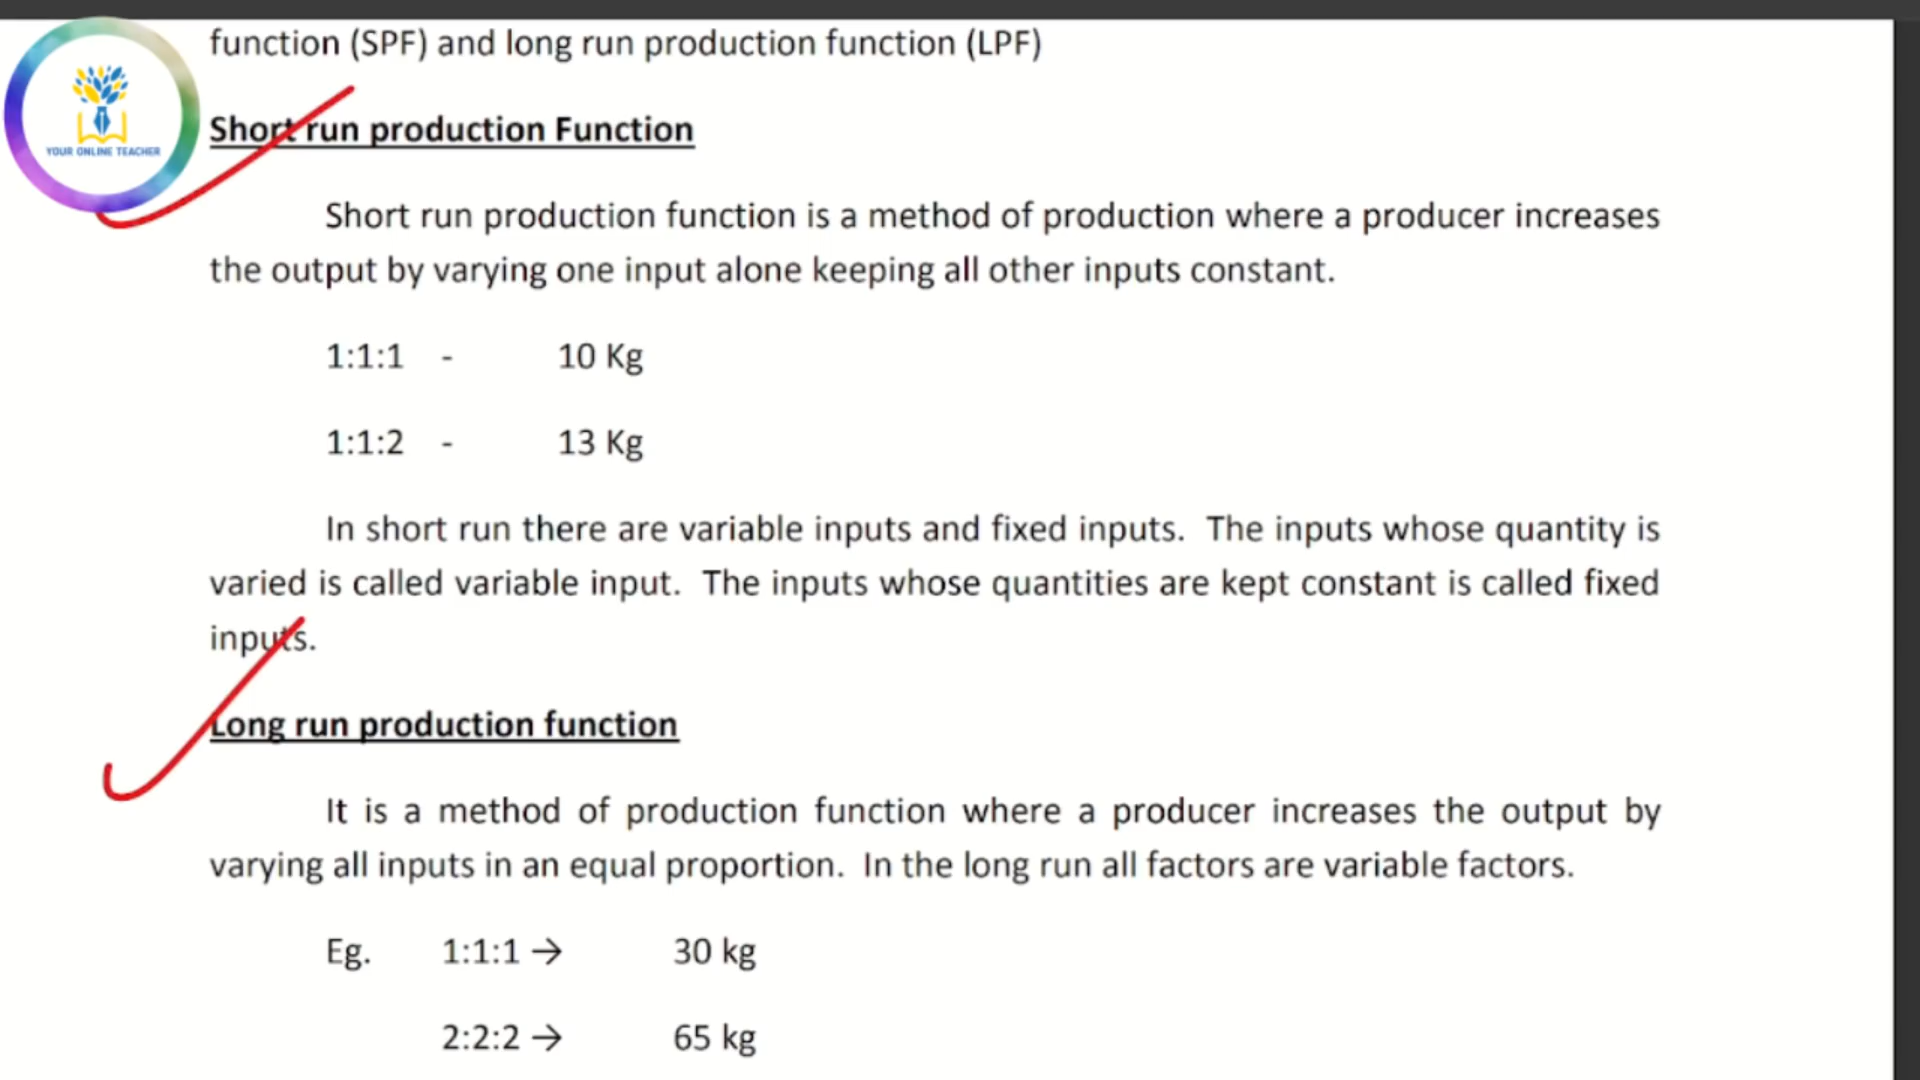 function (SPF) and long run production function (LPF)
YOUR ONLINE TEACHER
Short run production Function
Short run production function is a method of production where a producer increases
the output by varying one input alone keeping all other inputs constant.
1:1:1 - 10 Kg
1:1:2 - 13 Kg
In short run there are variable inputs and fixed inputs. The inputs whose quantity is
varied is called variable input. The inputs whose quantities are kept constant is called fixed
inputs.
Long run production function
It is a method of production function where a producer increases the output by
varying all inputs in an equal proportion. In the long run all factors are variable factors.
Eg. 1:1:1 → 30 kg
2:2:2 → 65 kg